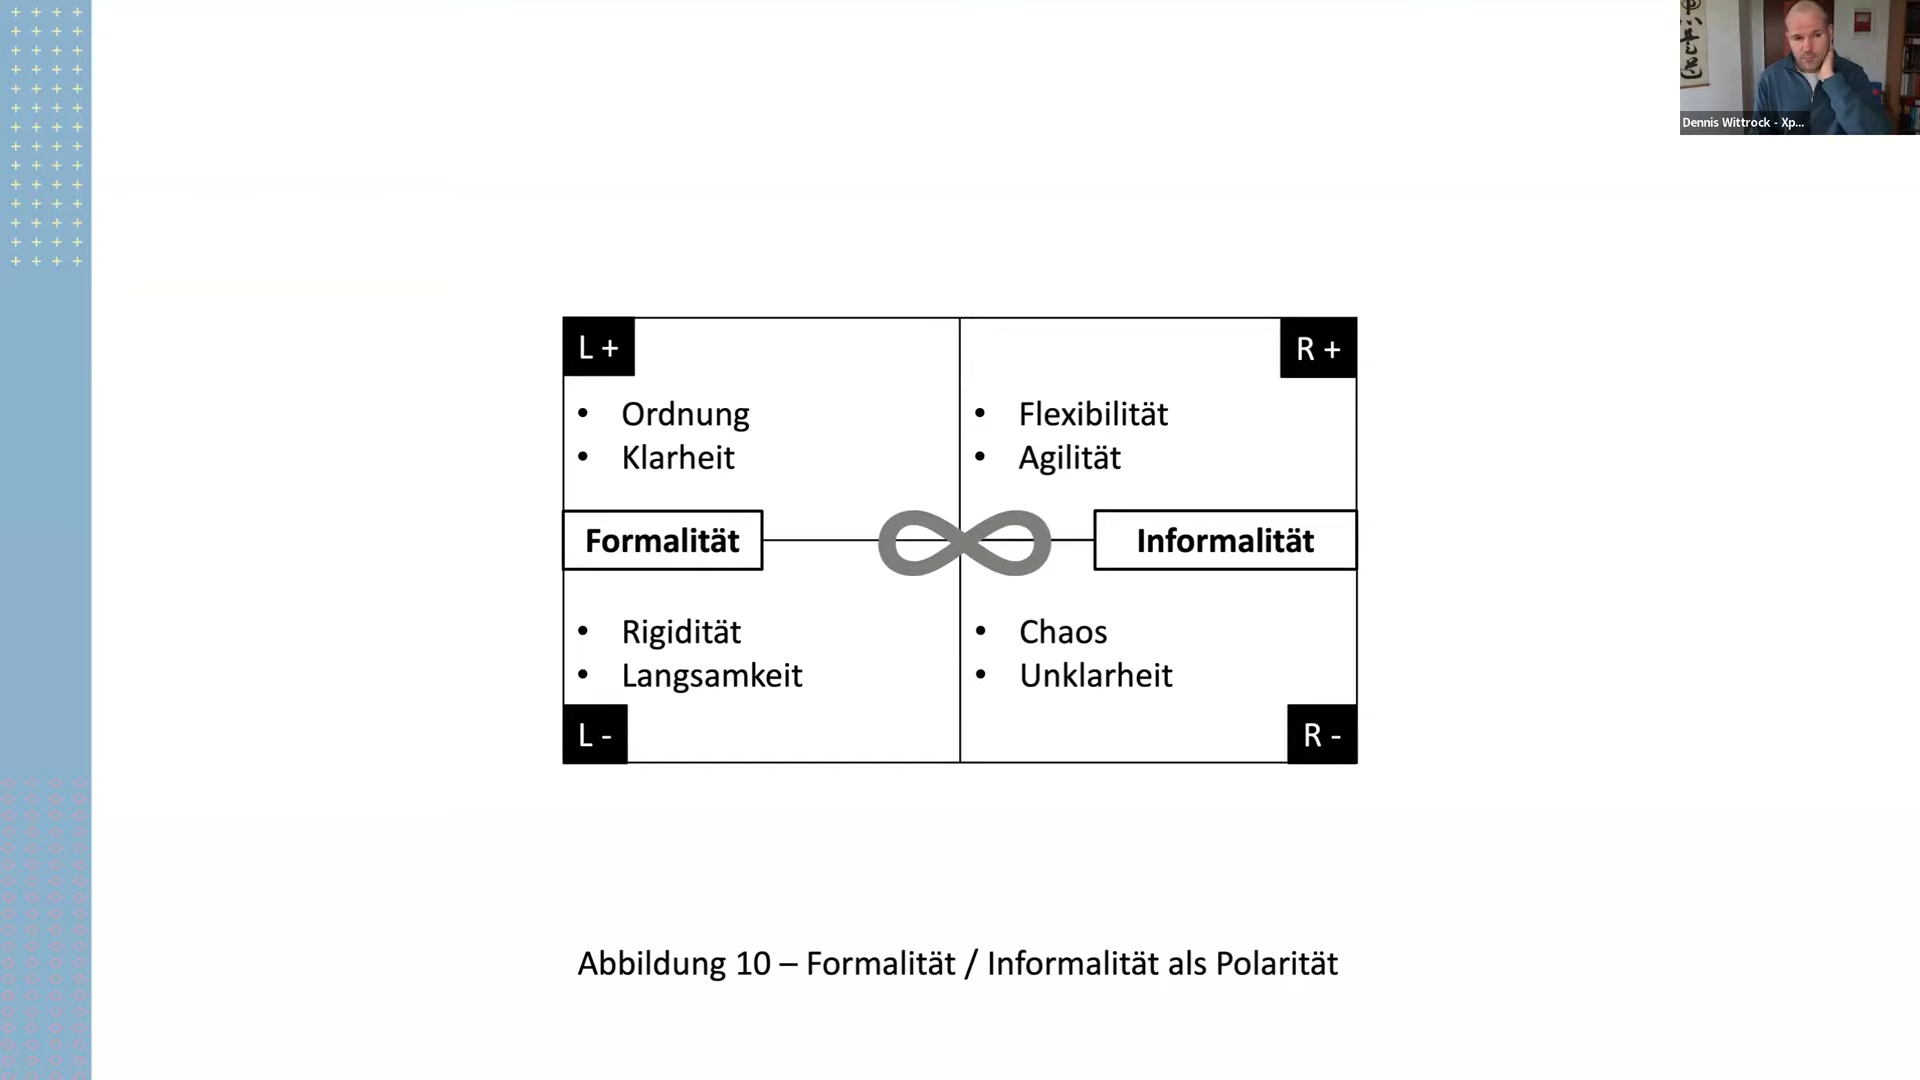 Dennis Wittrock - Xp...
L +
R +
• Ordnung
• Klarheit
• Flexibilität
• Agilität
Formalität
Informalität
• Rigidität
• Langsamkeit
• Chaos
• Unklarheit
L -
R -
Abbildung 10 – Formalität / Informalität als Polarität